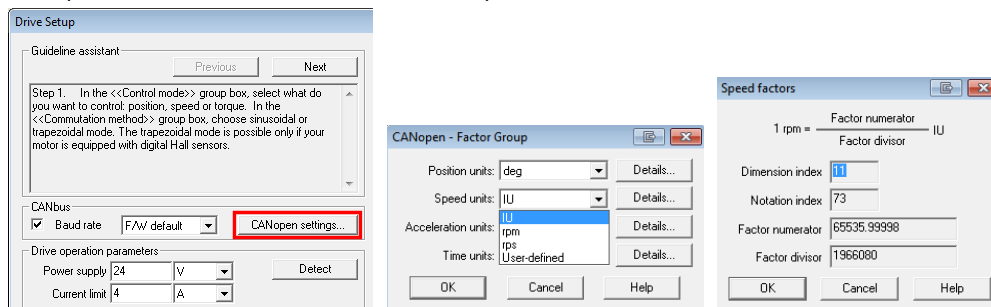 Drive Setup
Guideline assistant
Previous
Next
Step 1. In the <<Control mode>> group box, select what do
you want to control: position, speed or torque. In the
<<Commutation method>> group box, choose sinusoidal or
trapezoidal mode. The trapezoidal mode is possible only if your
motor is equipped with digital Hall sensors.
CANbus
Baud rate F/W default CANopen settings...
Drive operation parameters
Power supply 24 V Detect
Current limit 4 A
CANopen - Factor Group
Position units: deg Details...
Speed units: IU Details...
IU
rpm
rps
User-defined
Acceleration units: Details...
Time units: Details...
OK Cancel Help
Speed factors
1 rpm = Factor numerator
Factor divisor
IU
Dimension index 11
Notation index 73
Factor numerator 65535.99998
Factor divisor 1966080
OK Cancel Help